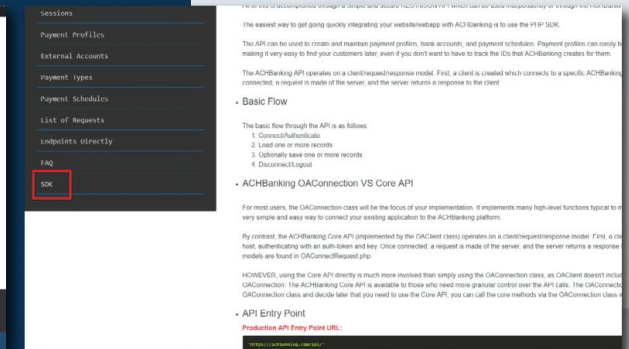 Sessions
Payment Profiles
External Accounts
Payment Types
Payment Schedules
List of Requests
Endpoints Directly
FAQ
SDK
The easiest way to get going quickly integrating your website/webapp with ACHBanking is to use the PHP SDK.
The API can be used to create and maintain payment profiles, bank accounts, and payment schedules. Payment profiles can easily b
making it very easy to find your customers later, even if you don't want to have to track the IDs that ACHBanking creates for them.
The ACHBanking API operates on a client/request/response model. First, a client is created which connects to a specific ACHBanking
connected, a request is made of the server, and the server returns a response to the client
• Basic Flow
The basic flow through the API is as follows:
1. Connect/Authenticate
2. Load one or more records
3. Optionally save one or more records
4. Disconnect/Logout
• ACHBanking OAConnection VS Core API
For most users, the OAConnection class will be the focus of your implementation. It implements many high-level functions typical to m
very simple and easy way to connect your existing application to the ACHBanking platform.
By contrast, the ACHBanking Core API (implemented by the OAClient class) operates on a client/request/response model. First, a clie
host, authenticating with an auth-token and key. Once connected, a request is made of the server, and the server returns a response
models are found in OAConnectRequest.php
HOWEVER, using the Core API directly is much more involved than simply using the OAConnection class, as OAClient doesn't includ
OAConnection. The ACHBanking Core API is available to those who need more granular control over the API calls. The OAConnectio
OAConnection class and decide later that you need to use the Core API, you can call the core methods via the OAConnection class w
• API Entry Point
Production API Entry Point URL:
'https://achbanking.com/api/'